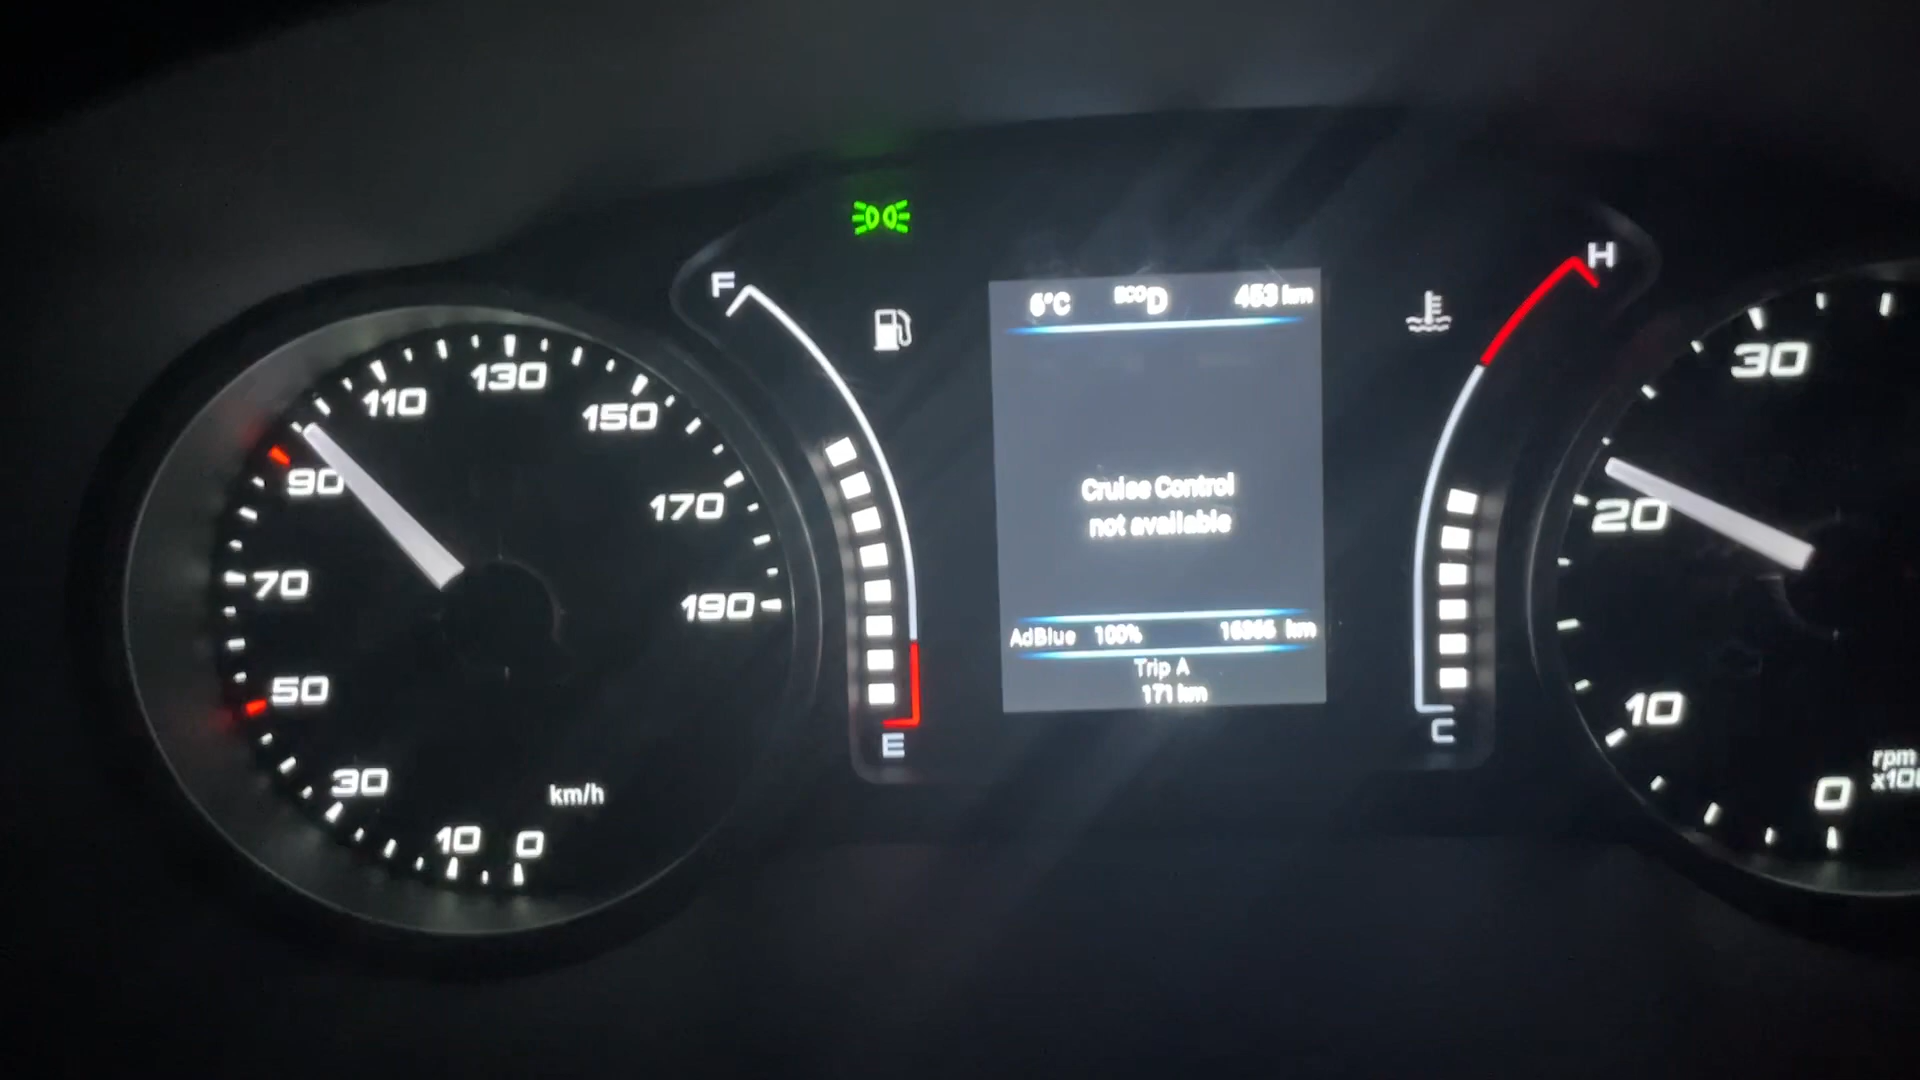 F
H
6°C ECO D 453 km
110 130 150
90 170
70 190
50
30
10 0
km/h
Cruise Control
not available
AdBlue 100%
km
Trip A
171 km
E
C
30
20
10
0
rpm